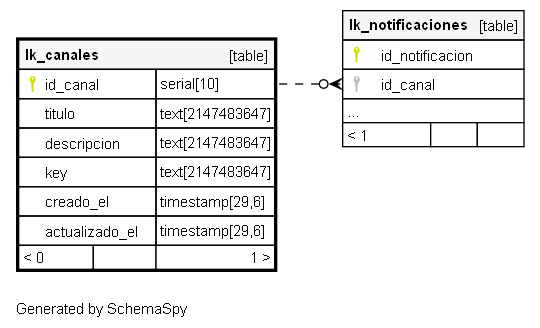 lk_canales [table]
id_canal serial[10]
titulo text[2147483647]
descripcion text[2147483647]
key text[2147483647]
creado_el timestamp[29,6]
actualizado_el timestamp[29,6]
< 0 1 >
lk_notificaciones [table]
id_notificacion
id_canal
...
< 1
Generated by SchemaSpy